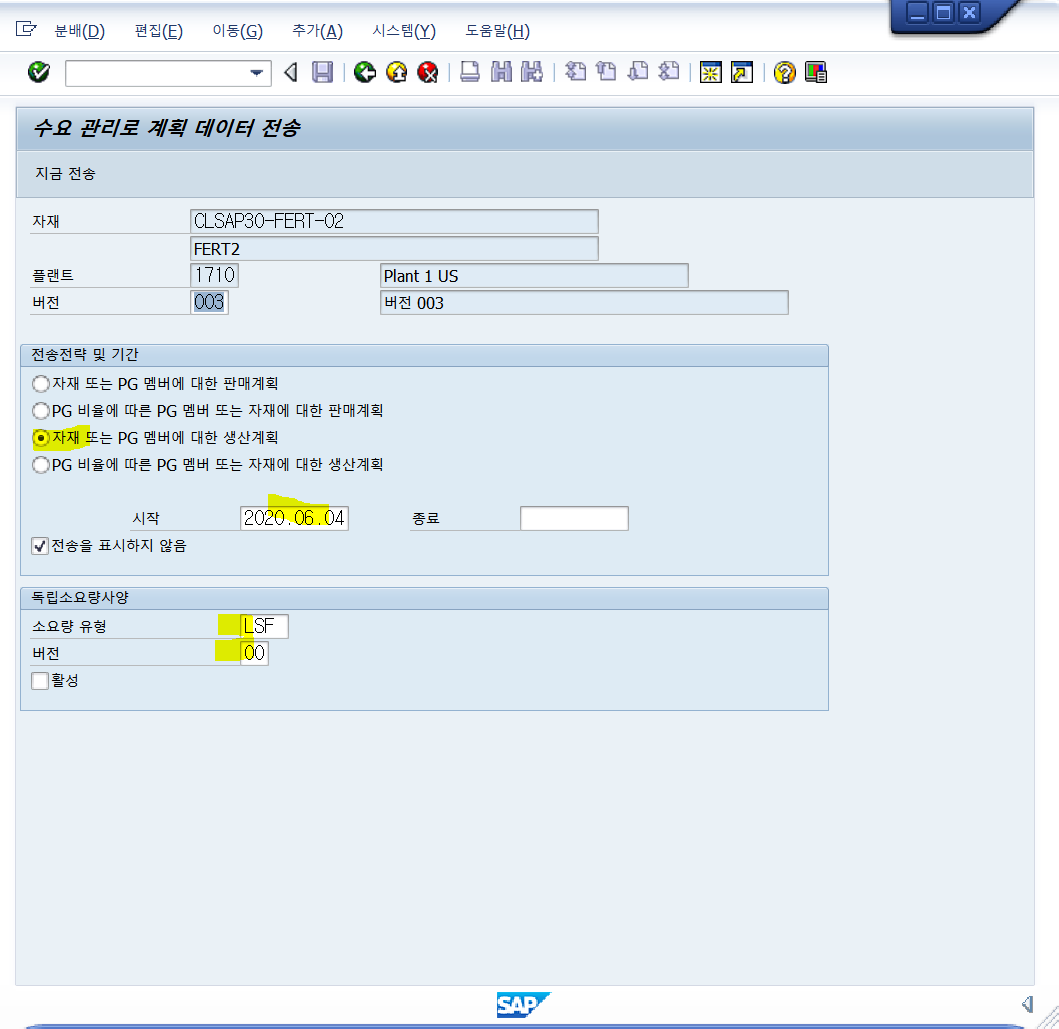 분배(D) 편집(E) 이동(G) 추가(A) 시스템(Y) 도움말(H)
수요 관리로 계획 데이터 전송
지금 전송
자재 CLSAP30-FERT-02
FERT2
플랜트 1710 Plant 1 US
버전 003 버전 003
전송전략 및 기간
자재 또는 PG 멤버에 대한 판매계획
PG 비율에 따른 PG 멤버 또는 자재에 대한 판매계획
자재 또는 PG 멤버에 대한 생산계획
PG 비율에 따른 PG 멤버 또는 자재에 대한 생산계획
시작 2020.06.04 종료
전송을 표시하지 않음
독립소요량사양
소요량 유형 LSF
버전 00
활성
SAP